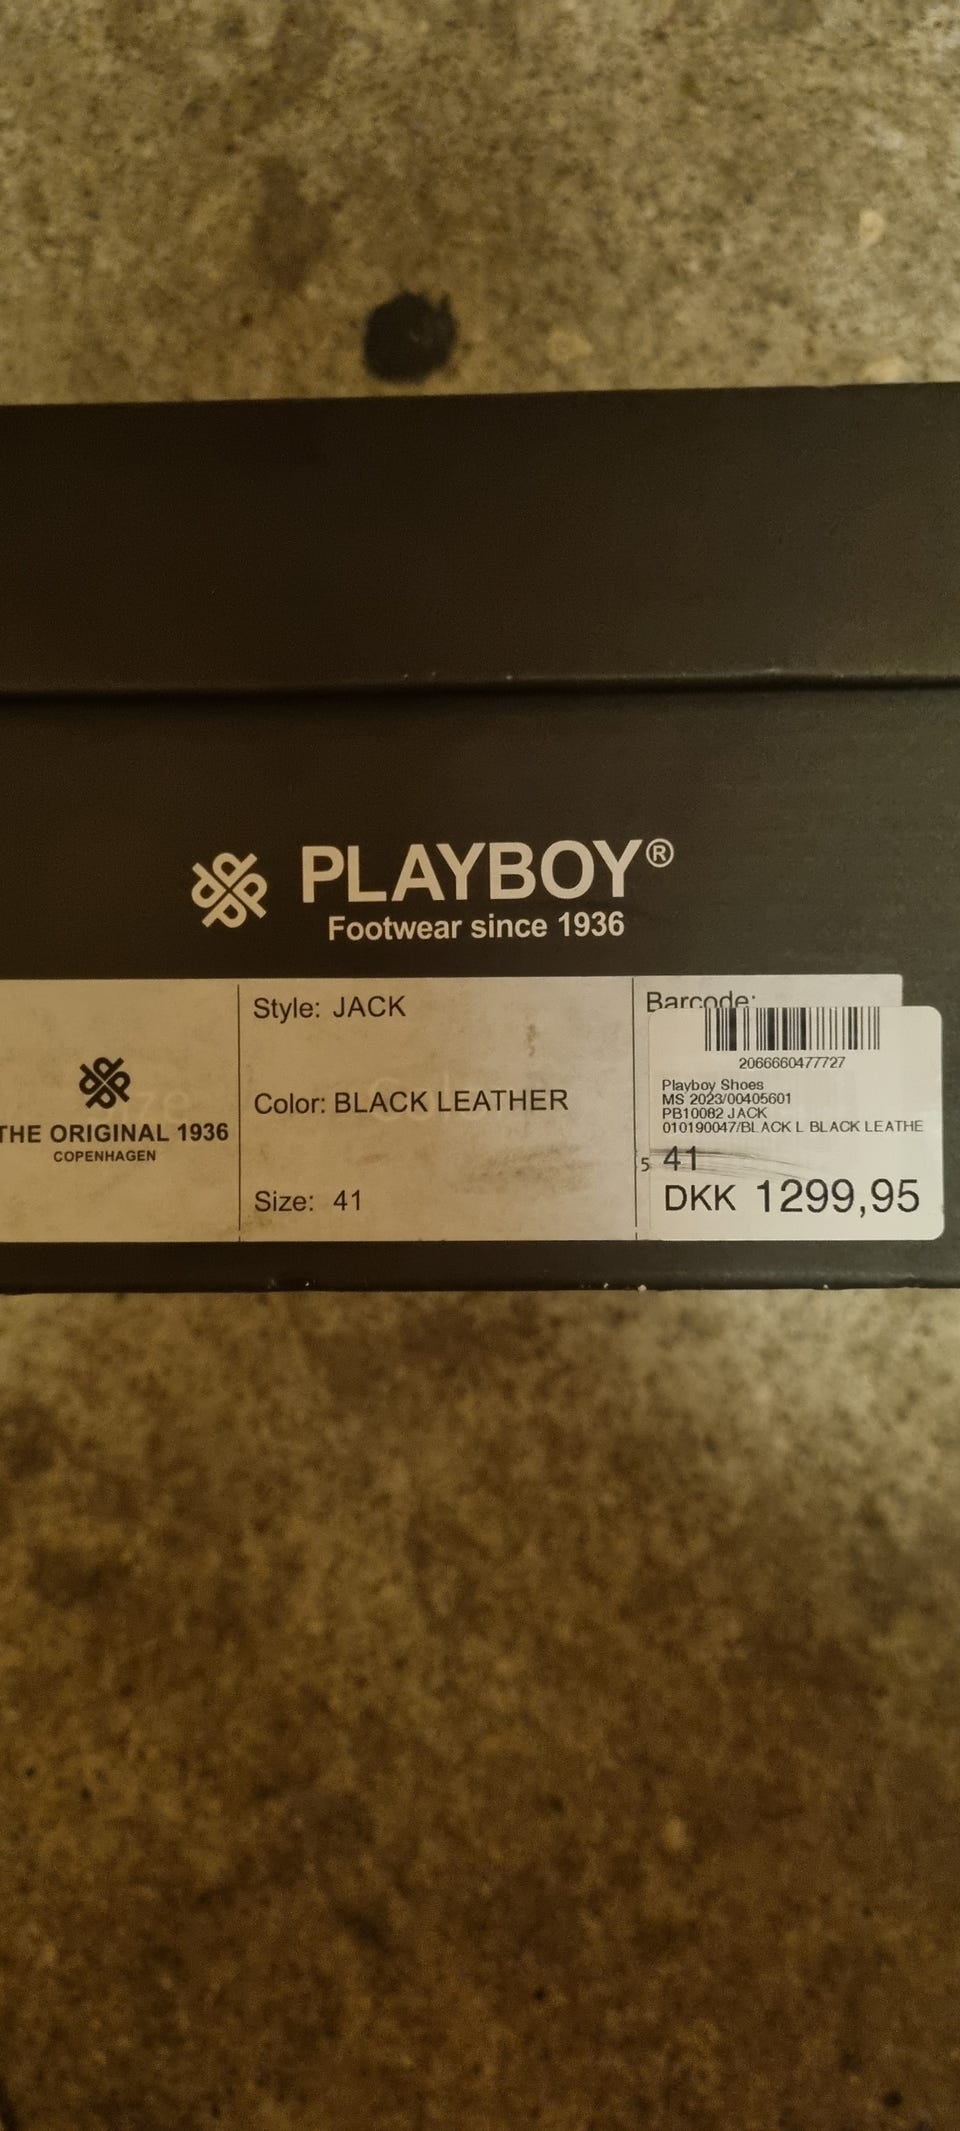 PLAYBOY®
Footwear since 1936
THE ORIGINAL 1936
COPENHAGEN
Style: JACK
Color: BLACK LEATHER
Size: 41
Barcode:
2066660477727
Playboy Shoes
MS 2023/00405601
PB10082 JACK
010190047/BLACK L BLACK LEATHE
5 41
DKK 1299,95